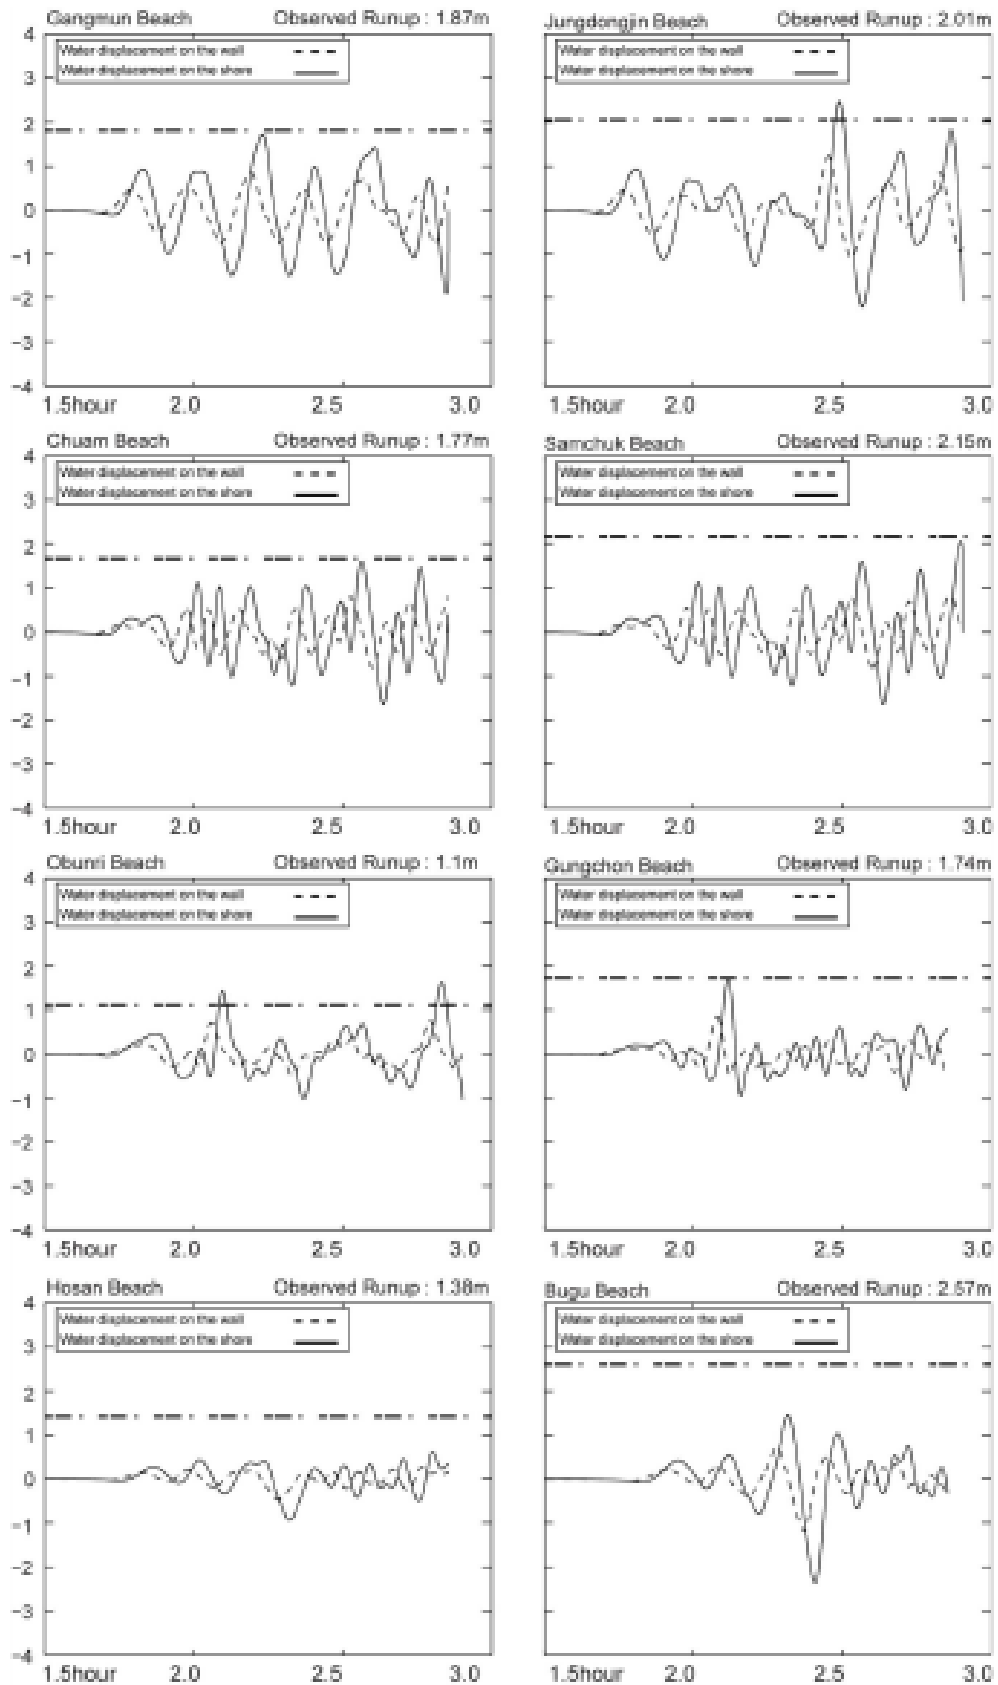 Gangmun Beach Observed Runup : 1.87m
Water displacement on the wall
Water displacement on the shore
4
3
2
1
0
−1
−2
−3
−4
1.5hour 2.0 2.5 3.0
Jungdongjin Beach Observed Runup : 2.01m
Water displacement on the wall
Water displacement on the shore
1.5hour 2.0 2.5 3.0
Chuam Beach Observed Runup : 1.77m
Water displacement on the wall
Water displacement on the shore
4
3
2
1
0
−1
−2
−3
−4
1.5hour 2.0 2.5 3.0
Samchuk Beach Observed Runup : 2.15m
Water displacement on the wall
Water displacement on the shore
1.5hour 2.0 2.5 3.0
Obunri Beach Observed Runup : 1.1m
Water displacement on the wall
Water displacement on the shore
4
3
2
1
0
−1
−2
−3
−4
1.5hour 2.0 2.5 3.0
Gungchon Beach Observed Runup : 1.74m
Water displacement on the wall
Water displacement on the shore
1.5hour 2.0 2.5 3.0
Hosan Beach Observed Runup : 1.38m
Water displacement on the wall
Water displacement on the shore
4
3
2
1
0
−1
−2
−3
−4
1.5hour 2.0 2.5 3.0
Bugu Beach Observed Runup : 2.57m
Water displacement on the wall
Water displacement on the shore
1.5hour 2.0 2.5 3.0